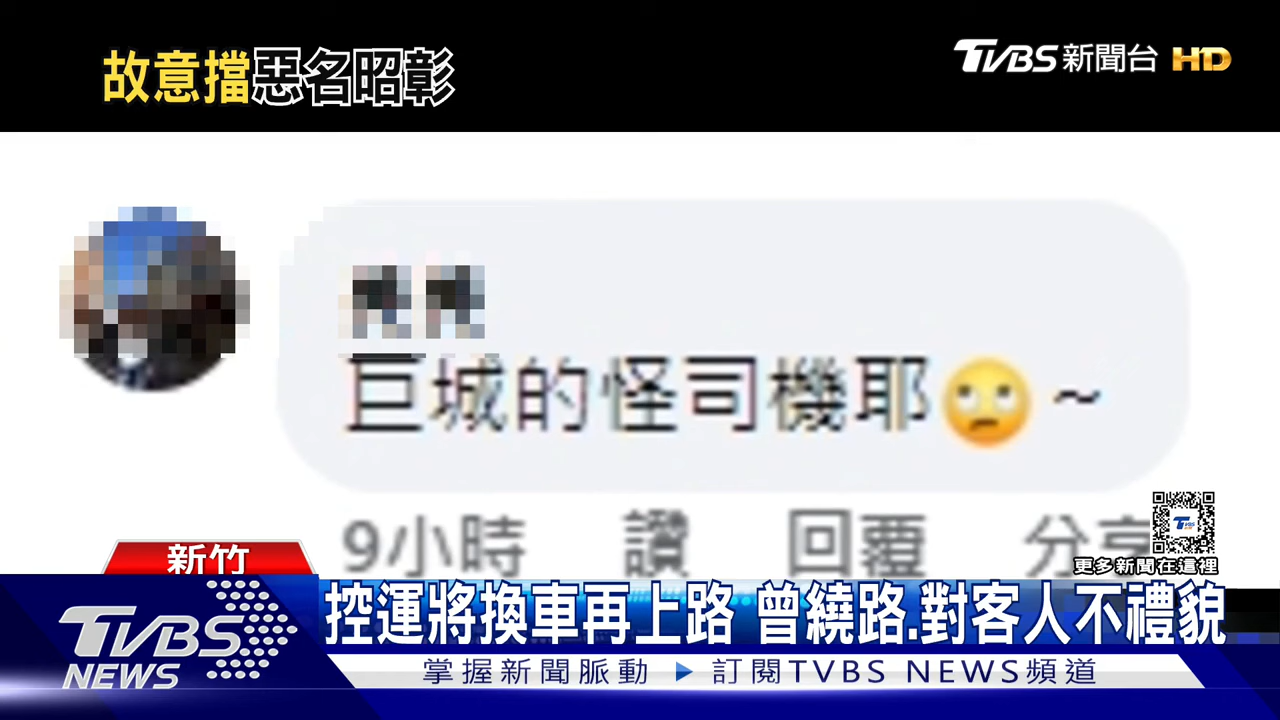 故意擋惡名昭彰
TVBS新聞台 HD
巨城的怪司機耶🙄~
9小時 讚 回覆 分享
更多新聞在這裡
新竹
控運將換車再上路 曾繞路.對客人不禮貌
TVBS NEWS
掌握新聞脈動 ▶ 訂閱TVBS NEWS頻道